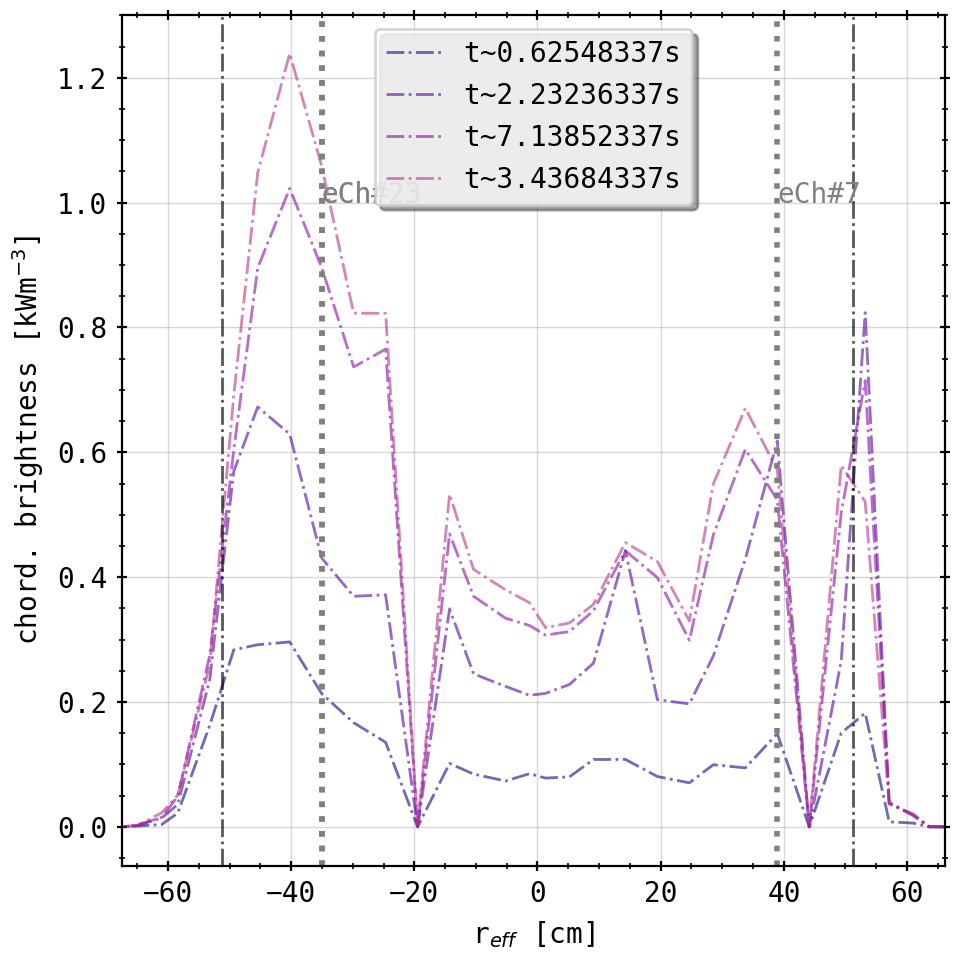 t~0.62548337s
t~2.23236337s
t~7.13852337s
t~3.43684337s
eCh#23
eCh#7
1.2
1.0
0.8
0.6
0.4
0.2
0.0
chord. brightness [kWm⁻³]
−60 −40 −20 0 20 40 60
r_eff [cm]